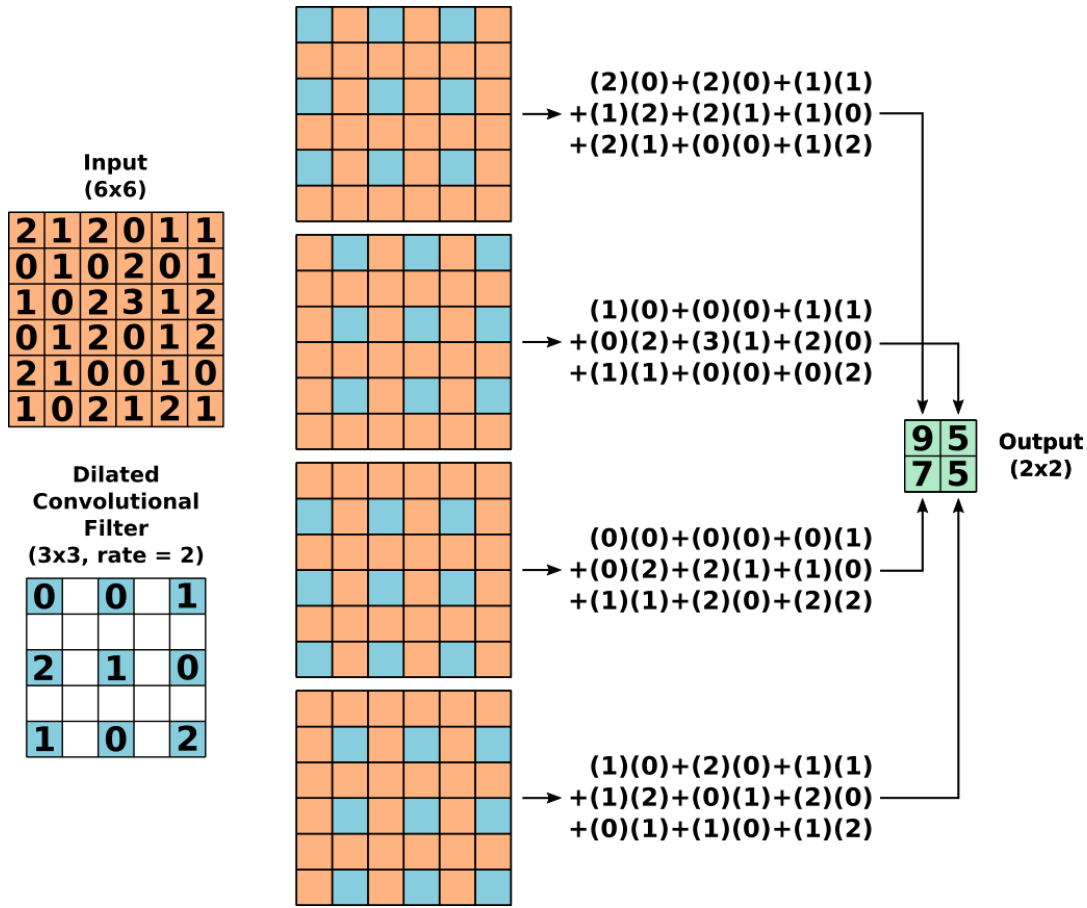 Input
(6x6)
2 1 2 0 1 1
0 1 0 2 0 1
1 0 2 3 1 2
0 1 2 0 1 2
2 1 0 0 1 0
1 0 2 1 2 1
Dilated
Convolutional
Filter
(3x3, rate = 2)
0 0 1
2 1 0
1 0 2
(2)(0)+(2)(0)+(1)(1)
+(1)(2)+(2)(1)+(1)(0)
+(2)(1)+(0)(0)+(1)(2)
(1)(0)+(0)(0)+(1)(1)
+(0)(2)+(3)(1)+(2)(0)
+(1)(1)+(0)(0)+(0)(2)
(0)(0)+(0)(0)+(0)(1)
+(0)(2)+(2)(1)+(1)(0)
+(1)(1)+(2)(0)+(2)(2)
(1)(0)+(2)(0)+(1)(1)
+(1)(2)+(0)(1)+(2)(0)
+(0)(1)+(1)(0)+(1)(2)
9 5
7 5
Output
(2x2)